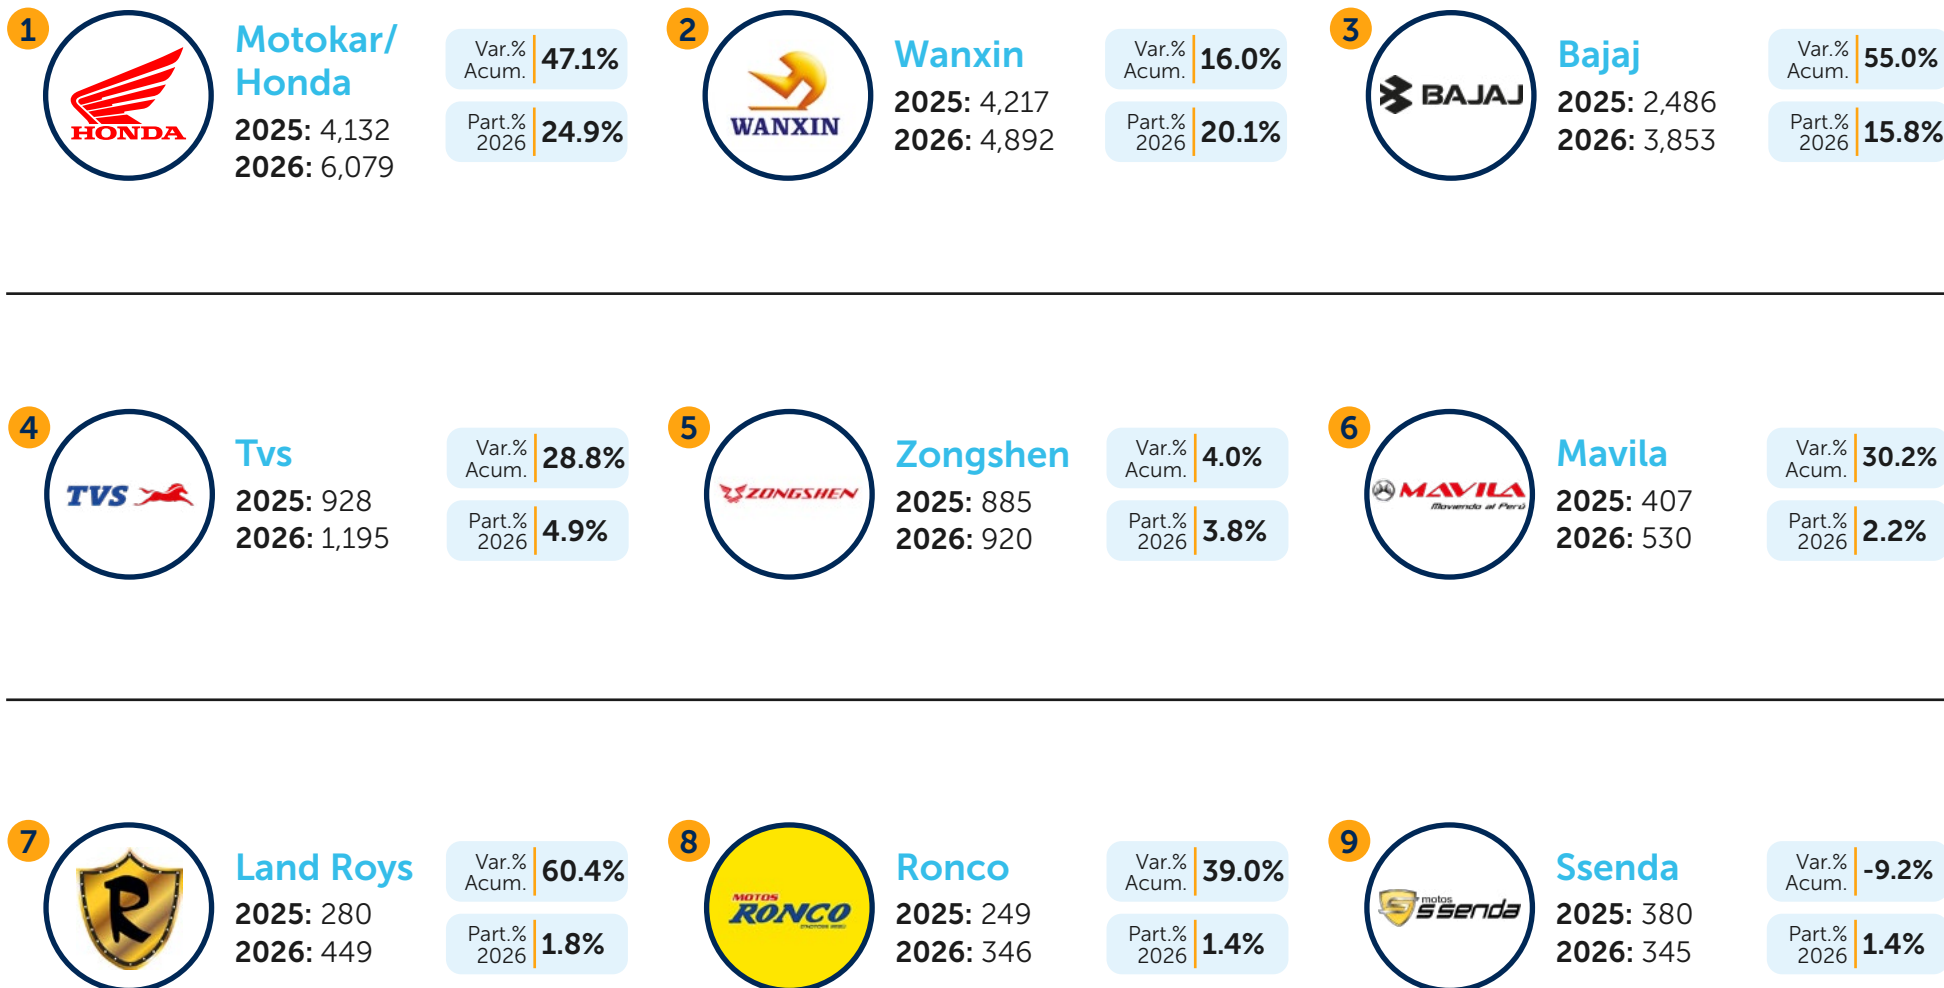 1
HONDA
Motokar/
Honda
2025: 4,132
2026: 6,079
Var.%
Acum.
47.1%
Part.%
2026
24.9%
2
WANXIN
Wanxin
2025: 4,217
2026: 4,892
Var.%
Acum.
16.0%
Part.%
2026
20.1%
3
BAJAJ
Bajaj
2025: 2,486
2026: 3,853
Var.%
Acum.
55.0%
Part.%
2026
15.8%
4
TVS
Tvs
2025: 928
2026: 1,195
Var.%
Acum.
28.8%
Part.%
2026
4.9%
5
ZONGSHEN
Zongshen
2025: 885
2026: 920
Var.%
Acum.
4.0%
Part.%
2026
3.8%
6
MAVILA
Moviendo al Perú
Mavila
2025: 407
2026: 530
Var.%
Acum.
30.2%
Part.%
2026
2.2%
7
R
Land Roys
2025: 280
2026: 449
Var.%
Acum.
60.4%
Part.%
2026
1.8%
8
MOTOS
RONCO
Ronco
2025: 249
2026: 346
Var.%
Acum.
39.0%
Part.%
2026
1.4%
9
motos
ssenda
Ssenda
2025: 380
2026: 345
Var.%
Acum.
-9.2%
Part.%
2026
1.4%